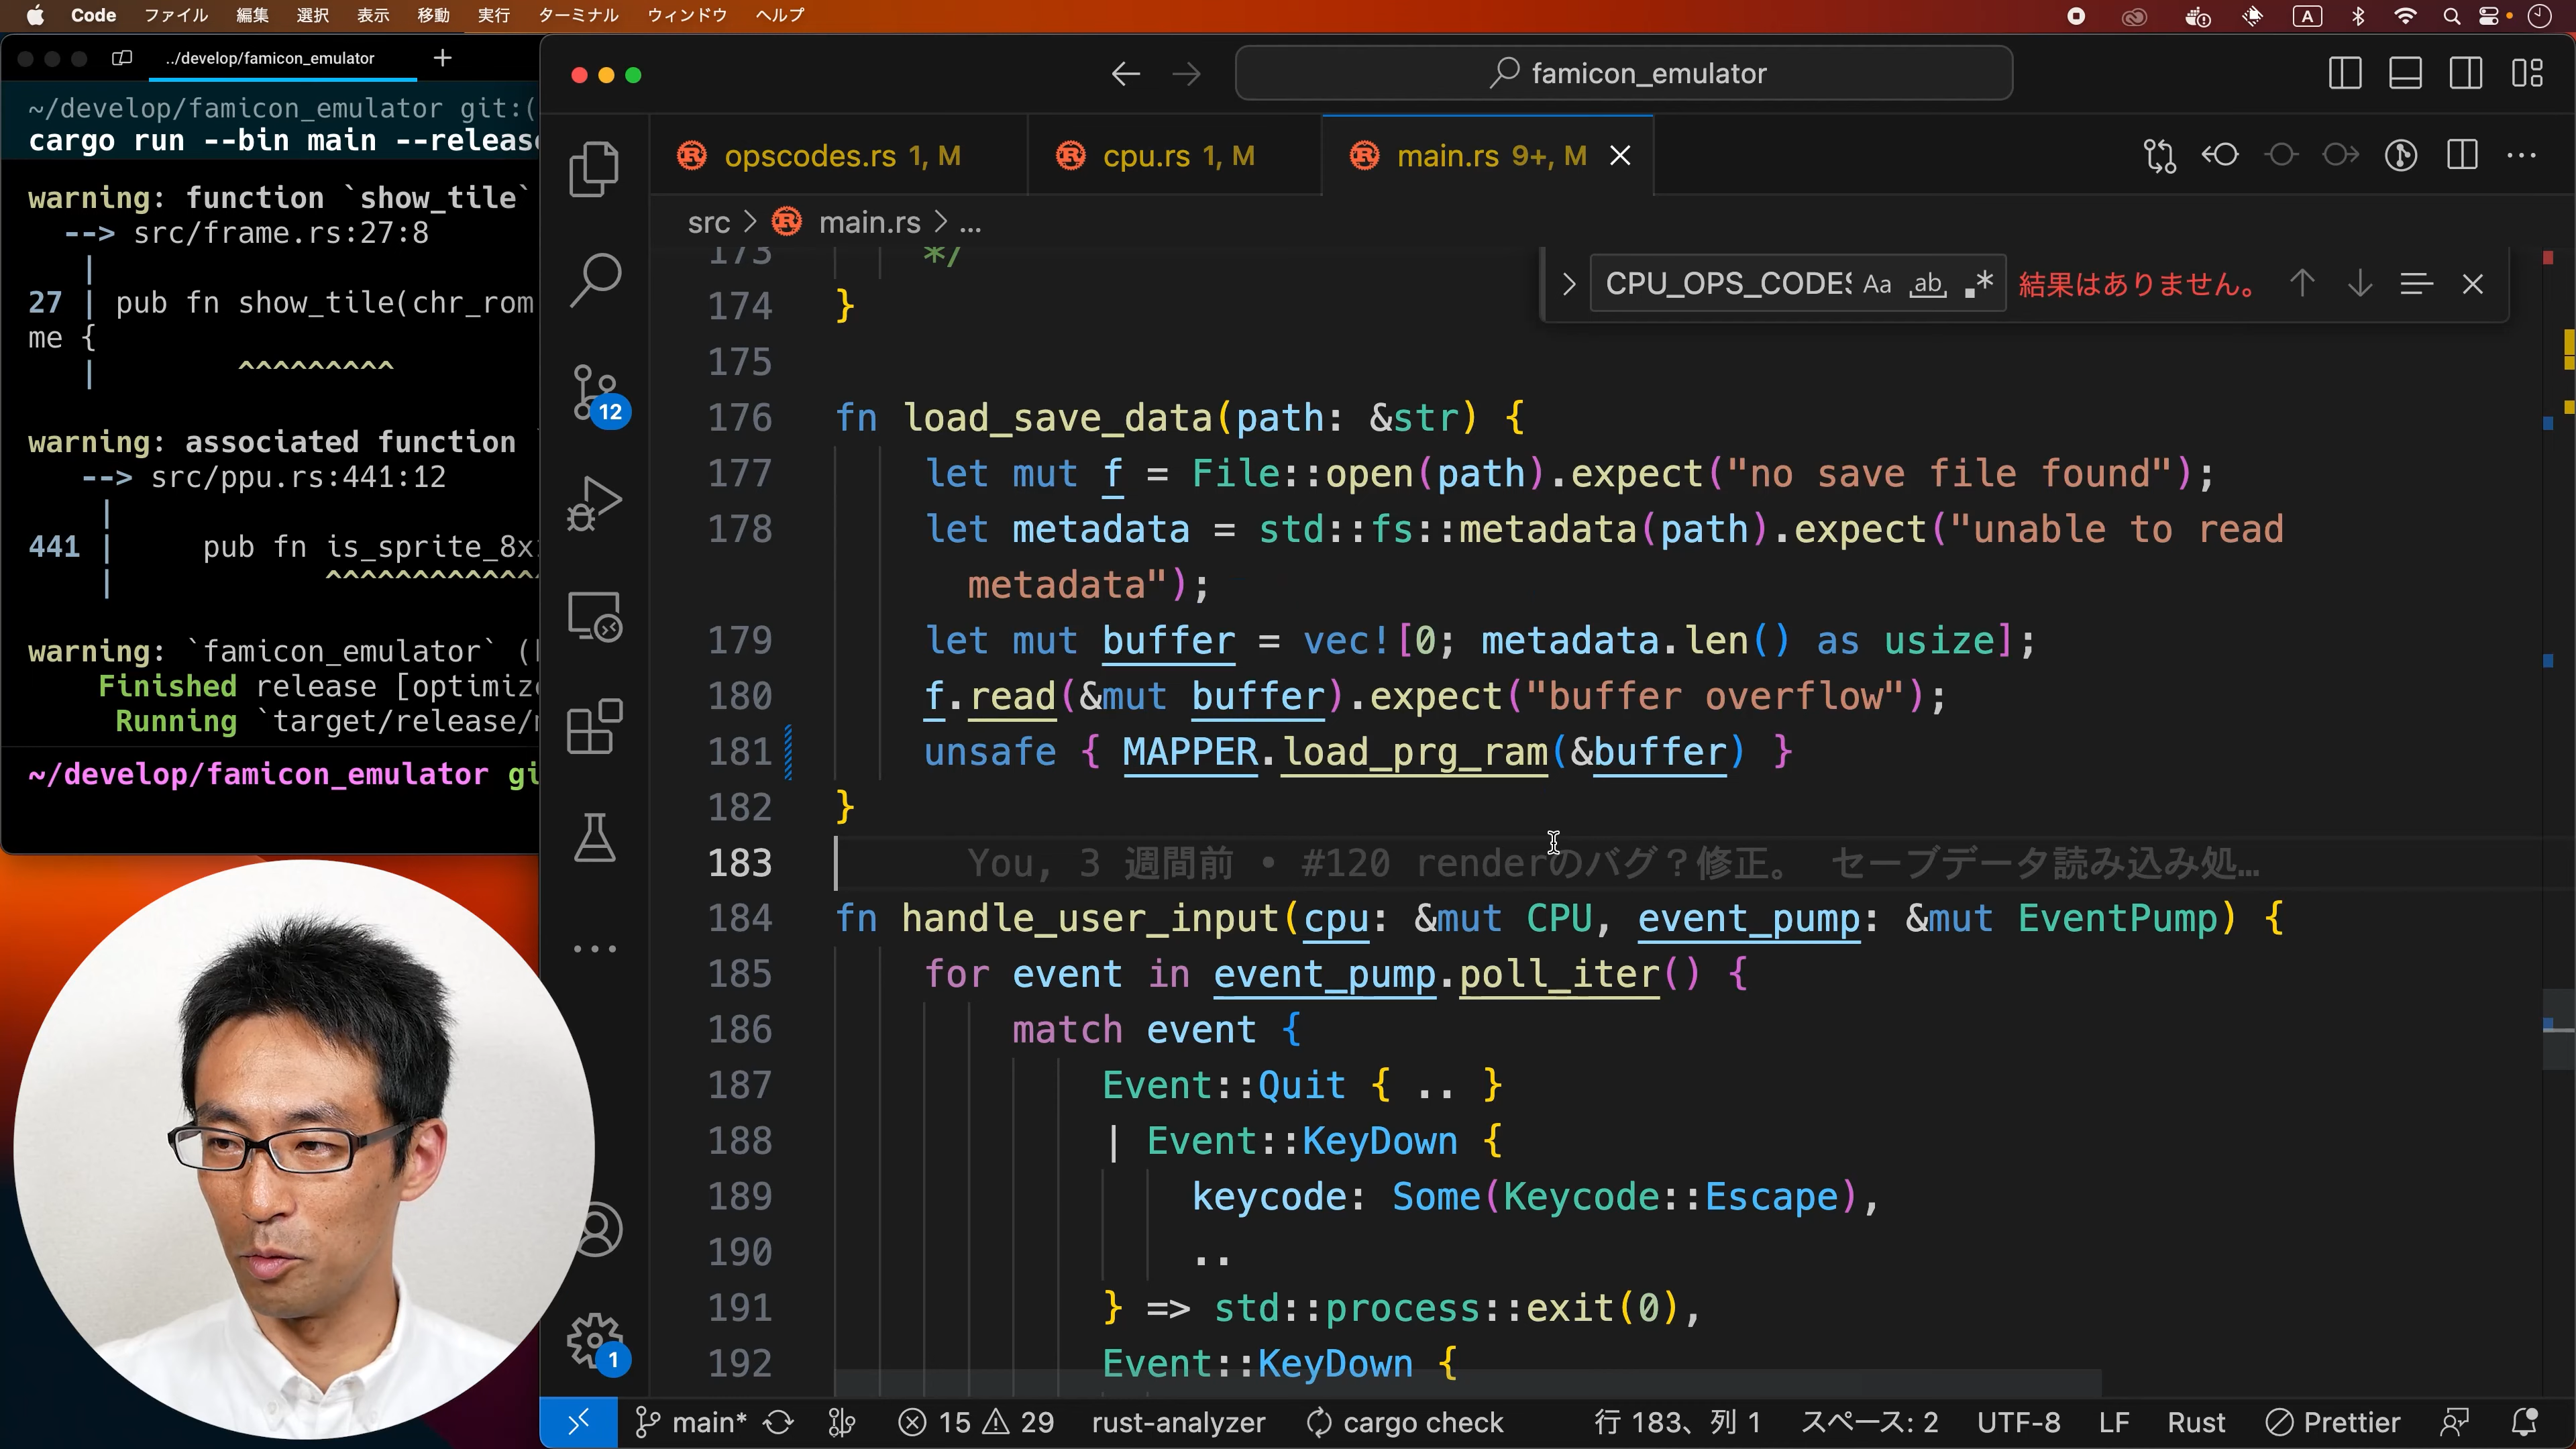 Code ファイル 編集 選択 表示 移動 実行 ターミナル ウィンドウ ヘルプ
A
../develop/famicon_emulator
~/develop/famicon_emulator git:(
cargo run --bin main --release
warning: function `show_tile`
--> src/frame.rs:27:8
|
27 | pub fn show_tile(chr_rom
me {
| ^^^^^^^^^
warning: associated function
--> src/ppu.rs:441:12
|
441 | pub fn is_sprite_8x
| ^^^^^^^^^^^^
warning: `famicon_emulator` (
Finished release [optimize
Running `target/release/
~/develop/famicon_emulator gi
famicon_emulator
opscodes.rs 1, M
cpu.rs 1, M
main.rs 9+, M
src > main.rs > ...
CPU_OPS_CODES Aa ab .* 結果はありません。
12
1
173 */
174 }
175
176 fn load_save_data(path: &str) {
177 let mut f = File::open(path).expect("no save file found");
178 let metadata = std::fs::metadata(path).expect("unable to read
metadata");
179 let mut buffer = vec![0; metadata.len() as usize];
180 f.read(&mut buffer).expect("buffer overflow");
181 unsafe { MAPPER.load_prg_ram(&buffer) }
182 }
183 You, 3 週間前 • #120 renderのバグ？修正。 セーブデータ読み込み処…
184 fn handle_user_input(cpu: &mut CPU, event_pump: &mut EventPump) {
185 for event in event_pump.poll_iter() {
186 match event {
187 Event::Quit { .. }
188 | Event::KeyDown {
189 keycode: Some(Keycode::Escape),
190 ..
191 } => std::process::exit(0),
192 Event::KeyDown {
main* 15 29 rust-analyzer cargo check 行 183、列 1 スペース: 2 UTF-8 LF Rust Prettier